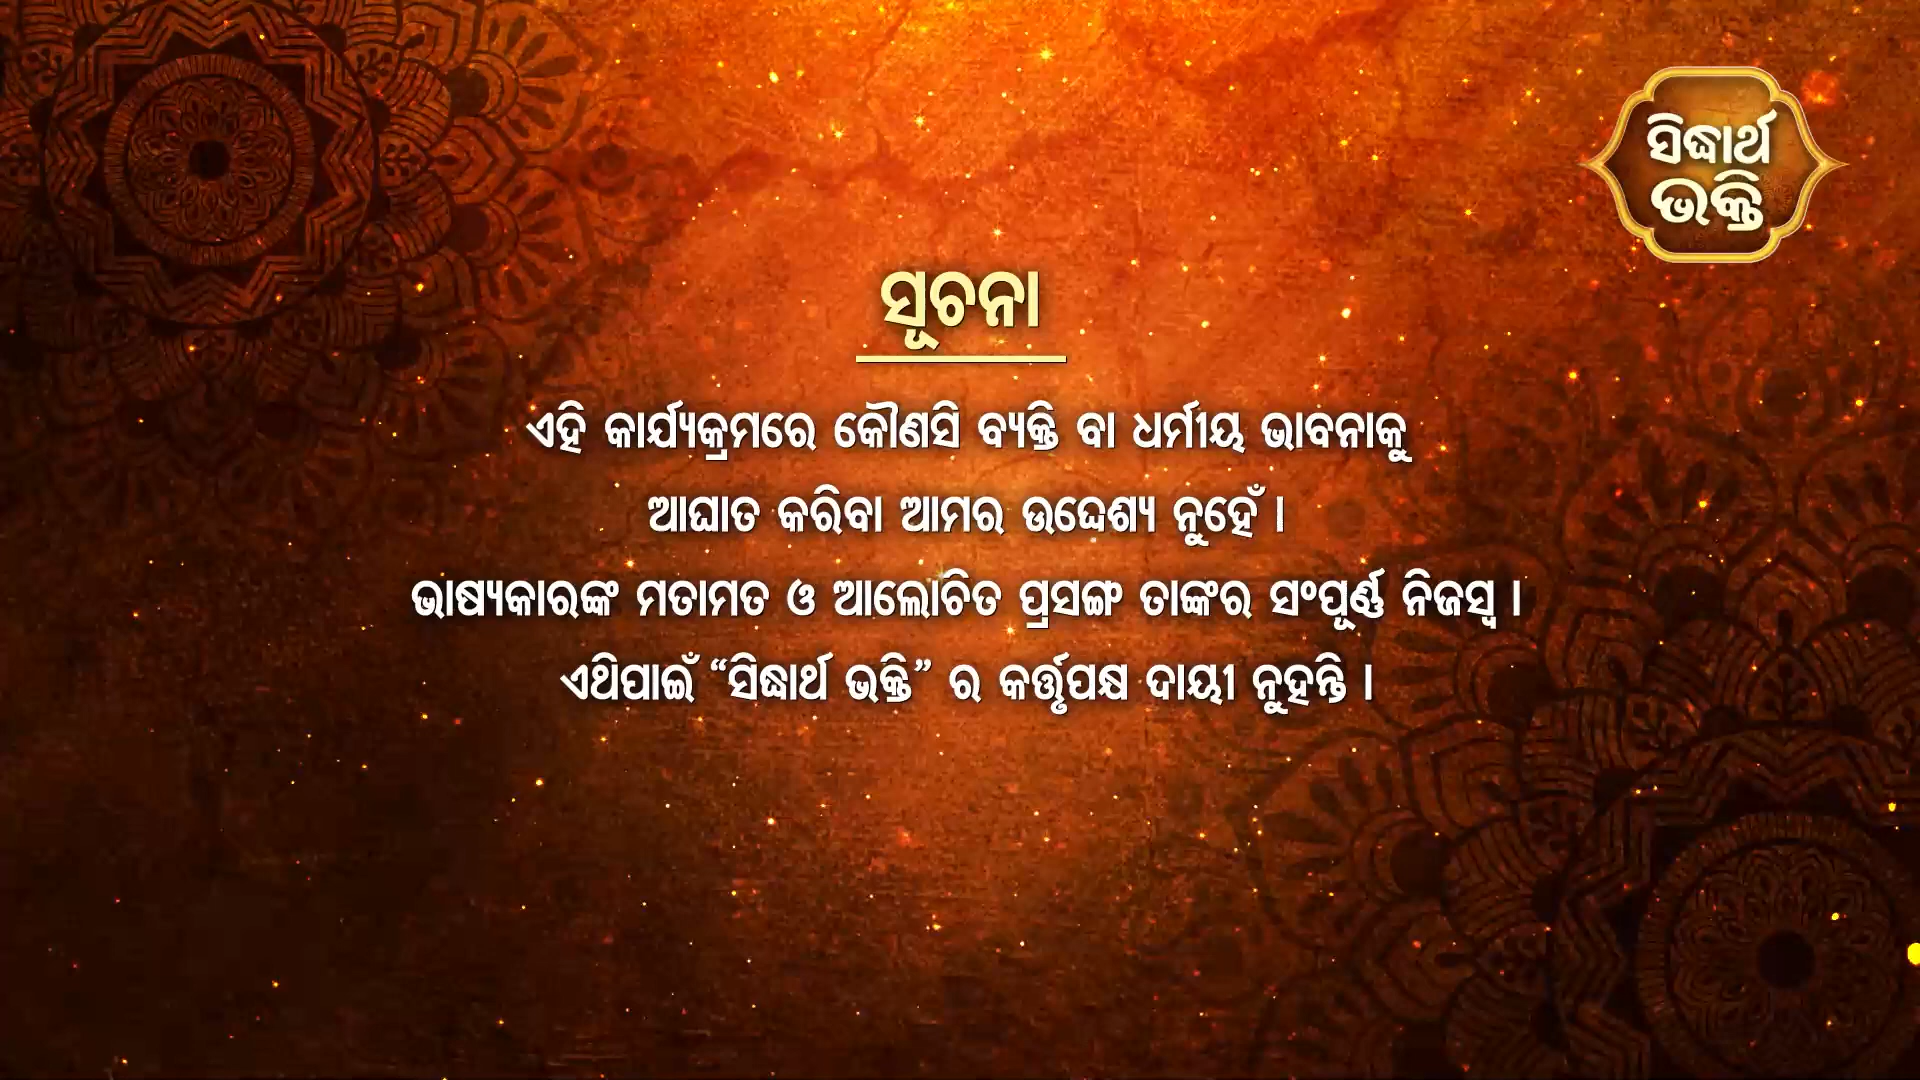 ସିଦ୍ଧାର୍ଥ
ଭକ୍ତି
ସୂଚନା
ଏହି କାର୍ଯ୍ୟକ୍ରମରେ କୌଣସି ବ୍ୟକ୍ତି ବା ଧର୍ମୀୟ ଭାବନାକୁ
ଆଘାତ କରିବା ଆମର ଉଦ୍ଦେଶ୍ୟ ନୁହେଁ ।
ଭାଷ୍ୟକାରଙ୍କ ମତାମତ ଓ ଆଲୋଚିତ ପ୍ରସଙ୍ଗ ତାଙ୍କର ସଂପୂର୍ଣ୍ଣ ନିଜସ୍ୱ ।
ଏଥିପାଇଁ “ସିଦ୍ଧାର୍ଥ ଭକ୍ତି” ର କର୍ତ୍ତୃପକ୍ଷ ଦାୟୀ ନୁହନ୍ତି ।